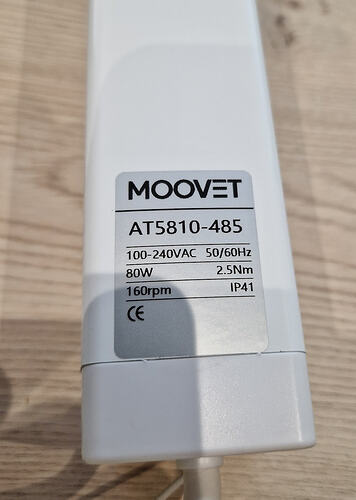 MOOVET
AT5810-485
100-240VAC 50/60Hz
80W 2.5Nm
160rpm IP41
CE